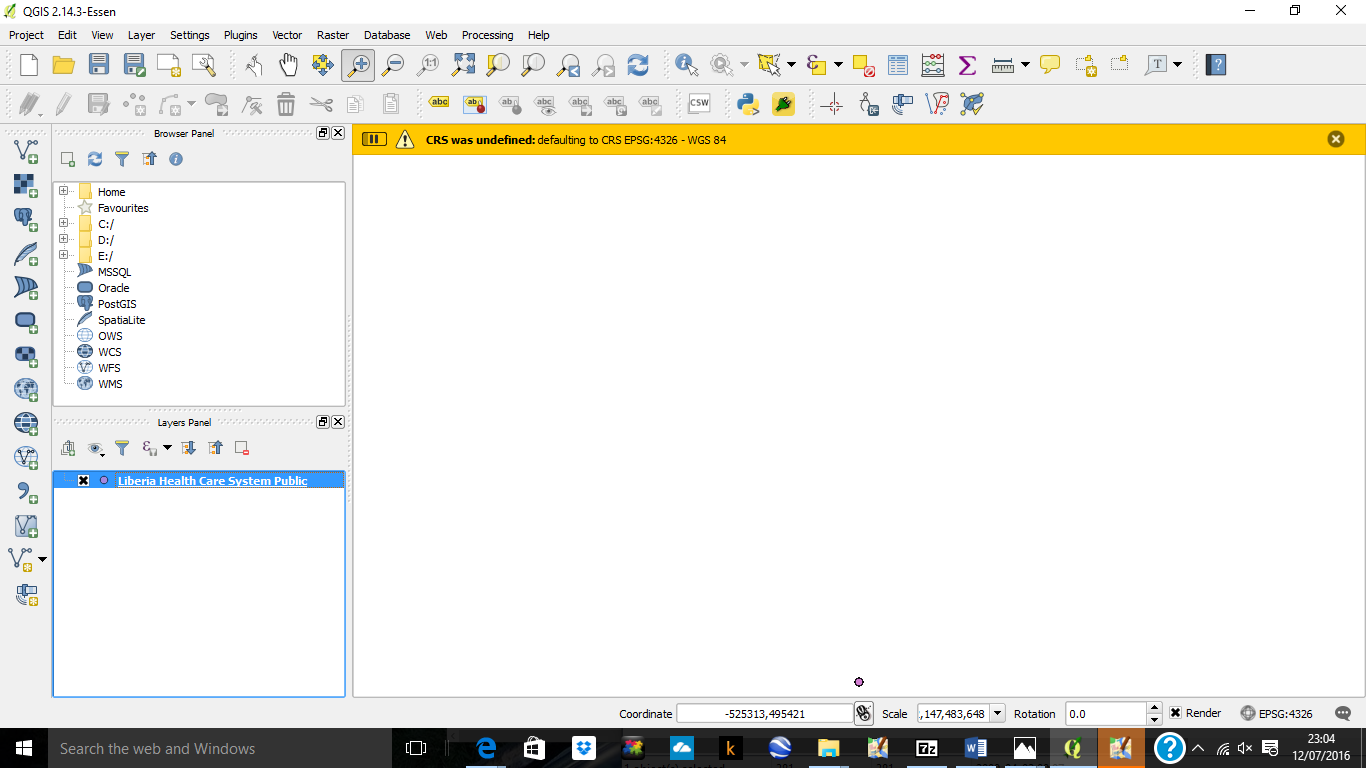 QGIS 2.14.3-Essen
Project Edit View Layer Settings Plugins Vector Raster Database Web Processing Help
1:1
T
abc abc abc abc abc abc abc CSW
Browser Panel
CRS was undefined: defaulting to CRS EPSG:4326 - WGS 84
Home
Favourites
C:/
D:/
E:/
MSSQL
Oracle
PostGIS
SpatiaLite
OWS
WCS
WFS
WMS
Layers Panel
Liberia Health Care System Public
Coordinate -525313,495421 Scale ,147,483,648 Rotation 0.0 Render EPSG:4326
Search the web and Windows
k
7z
23:04
12/07/2016